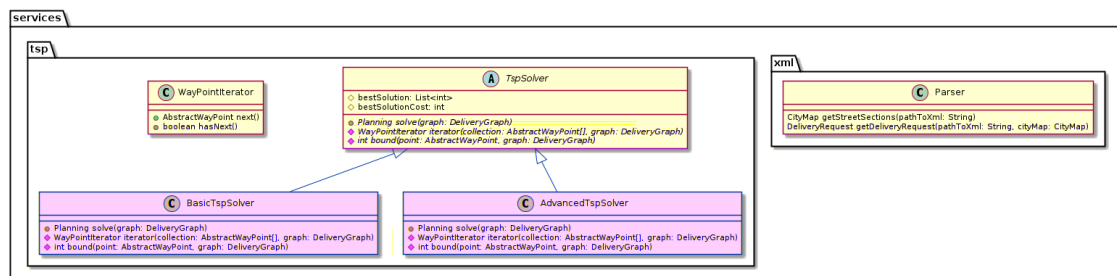 services
tsp
xml
C WayPointIterator
AbstractWayPoint next()
boolean hasNext()
A TspSolver
bestSolution: List<int>
bestSolutionCost: int
Planning solve(graph: DeliveryGraph)
WayPointIterator iterator(collection: AbstractWayPoint[], graph: DeliveryGraph)
int bound(point: AbstractWayPoint, graph: DeliveryGraph)
C Parser
CityMap getStreetSections(pathToXml: String)
DeliveryRequest getDeliveryRequest(pathToXml: String, cityMap: CityMap)
C BasicTspSolver
Planning solve(graph: DeliveryGraph)
WayPointIterator iterator(collection: AbstractWayPoint[], graph: DeliveryGraph)
int bound(point: AbstractWayPoint, graph: DeliveryGraph)
C AdvancedTspSolver
Planning solve(graph: DeliveryGraph)
WayPointIterator iterator(collection: AbstractWayPoint[], graph: DeliveryGraph)
int bound(point: AbstractWayPoint, graph: DeliveryGraph)